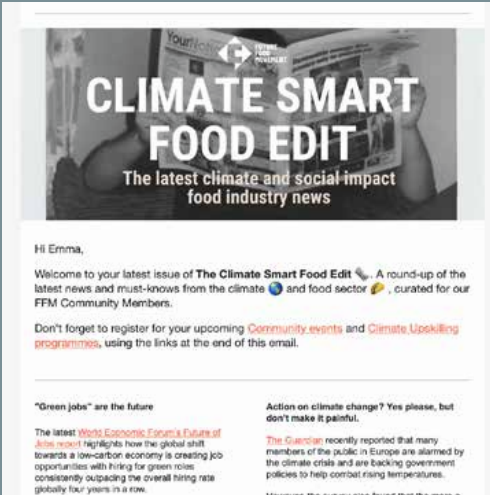 FUTURE
FOOD
MOVEMENT
CLIMATE SMART
FOOD EDIT
The latest climate and social impact
food industry news
Hi Emma,
Welcome to your latest issue of The Climate Smart Food Edit 🗞️. A round-up of the
latest news and must-knows from the climate 🌍 and food sector 🌮 , curated for our
FFM Community Members.
Don't forget to register for your upcoming Community events and Climate Upskilling
programmes, using the links at the end of this email.
"Green jobs" are the future
The latest World Economic Forum's Future of
Jobs report highlights how the global shift
towards a low-carbon economy is creating job
opportunities with hiring for green roles
consistently outpacing the overall hiring rate
globally four years in a row.
Action on climate change? Yes please, but
don't make it painful.
The Guardian recently reported that many
members of the public in Europe are alarmed by
the climate crisis and are backing government
policies to help combat rising temperatures.